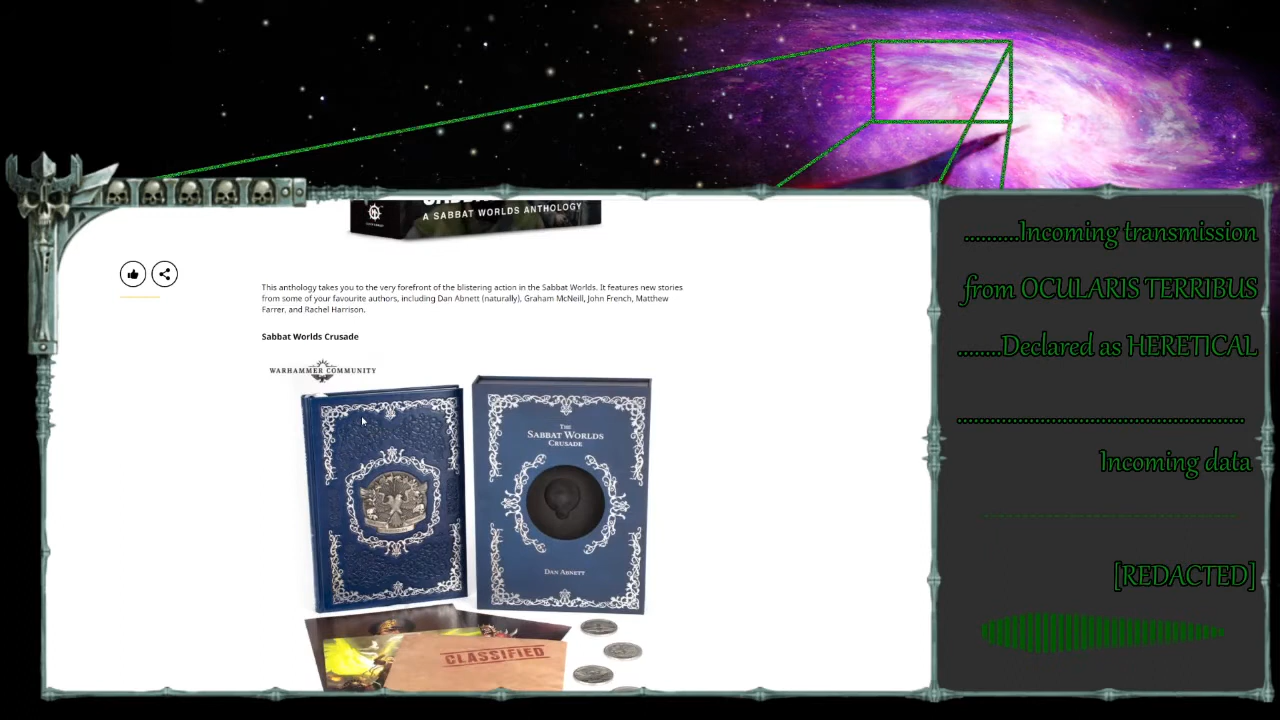 A SABBAT WORLDS ANTHOLOGY
This anthology takes you to the very forefront of the blistering action in the Sabbat Worlds. It features new stories
from some of your favourite authors, including Dan Abnett (naturally), Graham McNeill, John French, Matthew
Farrer, and Rachel Harrison.
Sabbat Worlds Crusade
WARHAMMER COMMUNITY
THE
SABBAT WORLDS
CRUSADE
DAN ABNETT
CLASSIFIED
..........Incoming transmission
from OCULARIS TERRIBUS
........Declared as HERETICAL
Incoming data
[REDACTED]